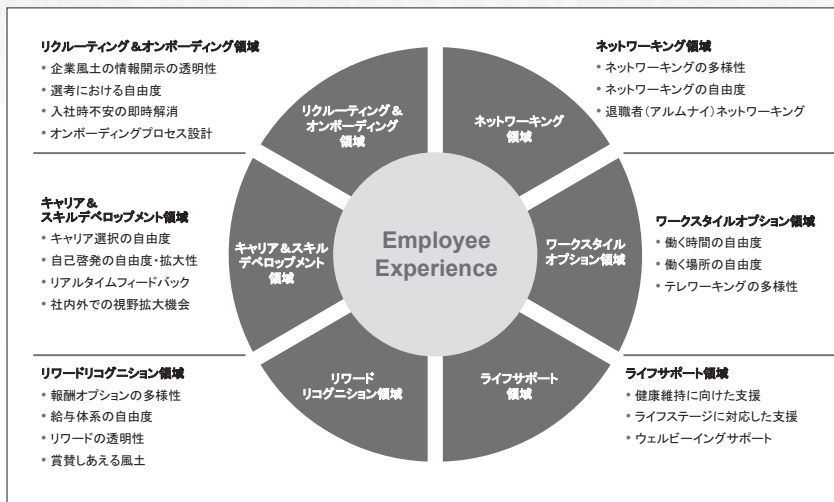 リクルーティング＆オンボーディング領域
• 企業風土の情報開示の透明性
• 選考における自由度
• 入社時不安の即時解消
• オンボーディングプロセス設計
キャリア＆
スキルデベロップメント領域
• キャリア選択の自由度
• 自己啓発の自由度・拡大性
• リアルタイムフィードバック
• 社内外での視野拡大機会
リワードリコグニション領域
• 報酬オプションの多様性
• 給与体系の自由度
• リワードの透明性
• 賞賛しあえる風土
リクルーティング＆
オンボーディング
領域
ネットワーキング
領域
キャリア＆スキル
デベロップメント
領域
Employee
Experience
ワークスタイル
オプション領域
リワード
リコグニション領域
ライフサポート
領域
ネットワーキング領域
• ネットワーキングの多様性
• ネットワーキングの自由度
• 退職者（アルムナイ）ネットワーキング
ワークスタイルオプション領域
• 働く時間の自由度
• 働く場所の自由度
• テレワーキングの多様性
ライフサポート領域
• 健康維持に向けた支援
• ライフステージに対応した支援
• ウェルビーイングサポート